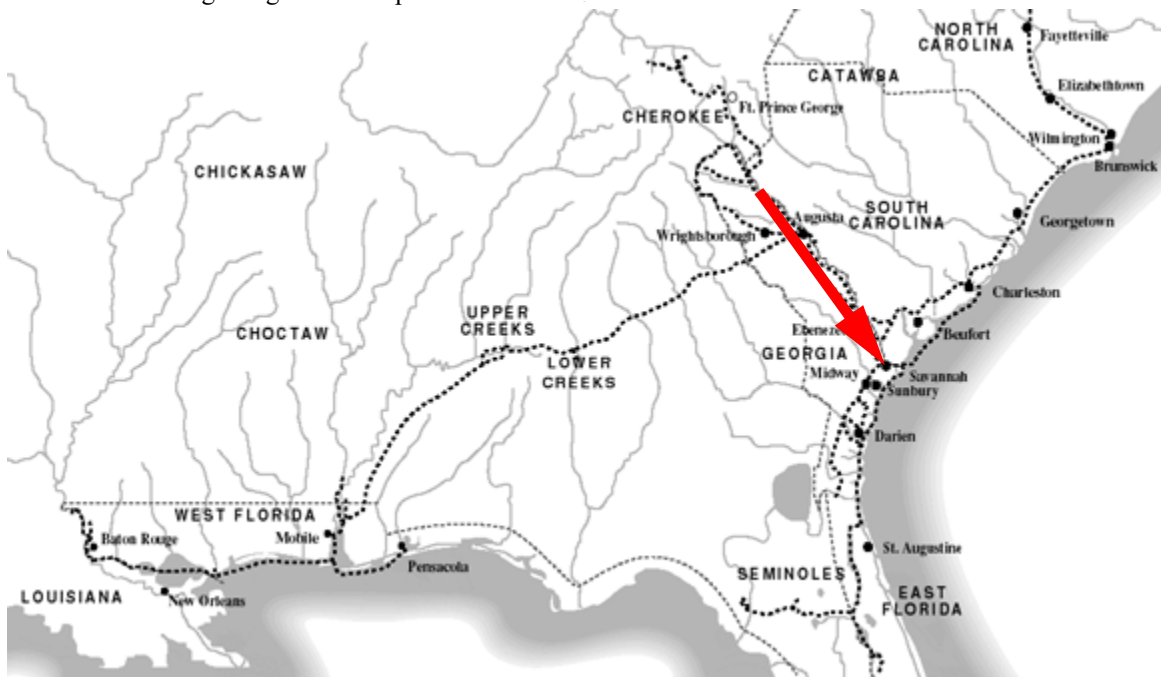 NORTH
CAROLINA
Fayetteville
CATAWBA
Elizabethtown
Ft. Prince George
CHEROKEE
Wilmington
Brunswick
CHICKASAW
SOUTH
CAROLINA
Augusta
Georgetown
Wrightsborough
Charleston
UPPER
CREEKS
CHOCTAW
Beufort
GEORGIA
LOWER
CREEKS
Midway
Savannah
Sunbury
Darien
WEST FLORIDA
Baton Rouge
Mobile
St. Augustine
Pensacola
SEMINOLES
LOUISIANA
New Orleans
EAST
FLORIDA